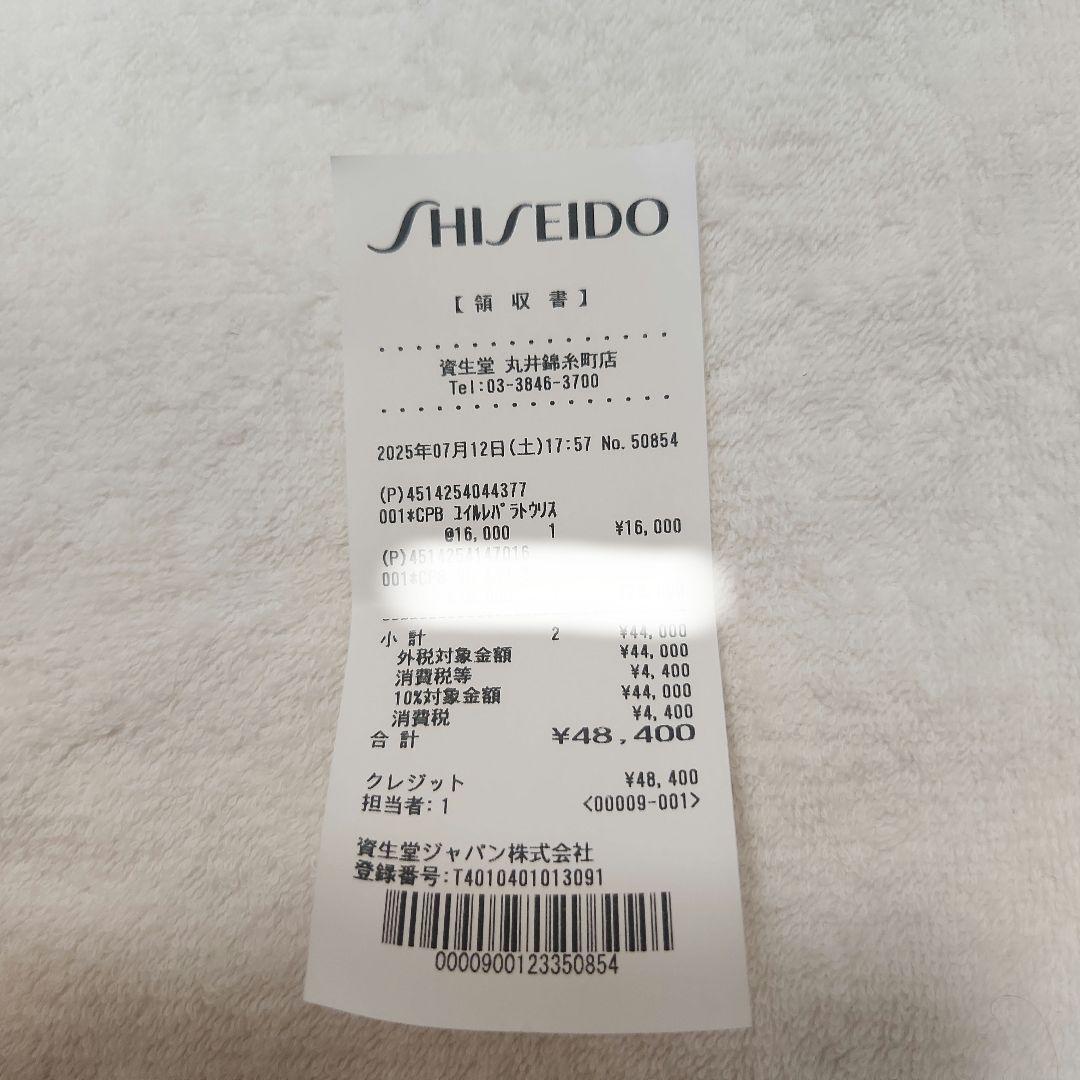 SHISEIDO
【 領 収 書 】
資生堂 丸井錦糸町店
Tel:03-3846-3700
2025年07月12日(土)17:57 No.50854
(P)4514254044377
001*CPB ﾕｲﾙﾚﾊﾟﾗﾄｳﾘｽ
@16,000 1 ¥16,000
(P)4514254147016
001*CPB
小 計 2 ¥44,000
外税対象金額 ¥44,000
消費税等 ¥4,400
10%対象金額 ¥44,000
消費税 ¥4,400
合 計 ¥48,400
クレジット ¥48,400
担当者:1 <00009-001>
資生堂ジャパン株式会社
登録番号:T4010401013091
0000900123350854